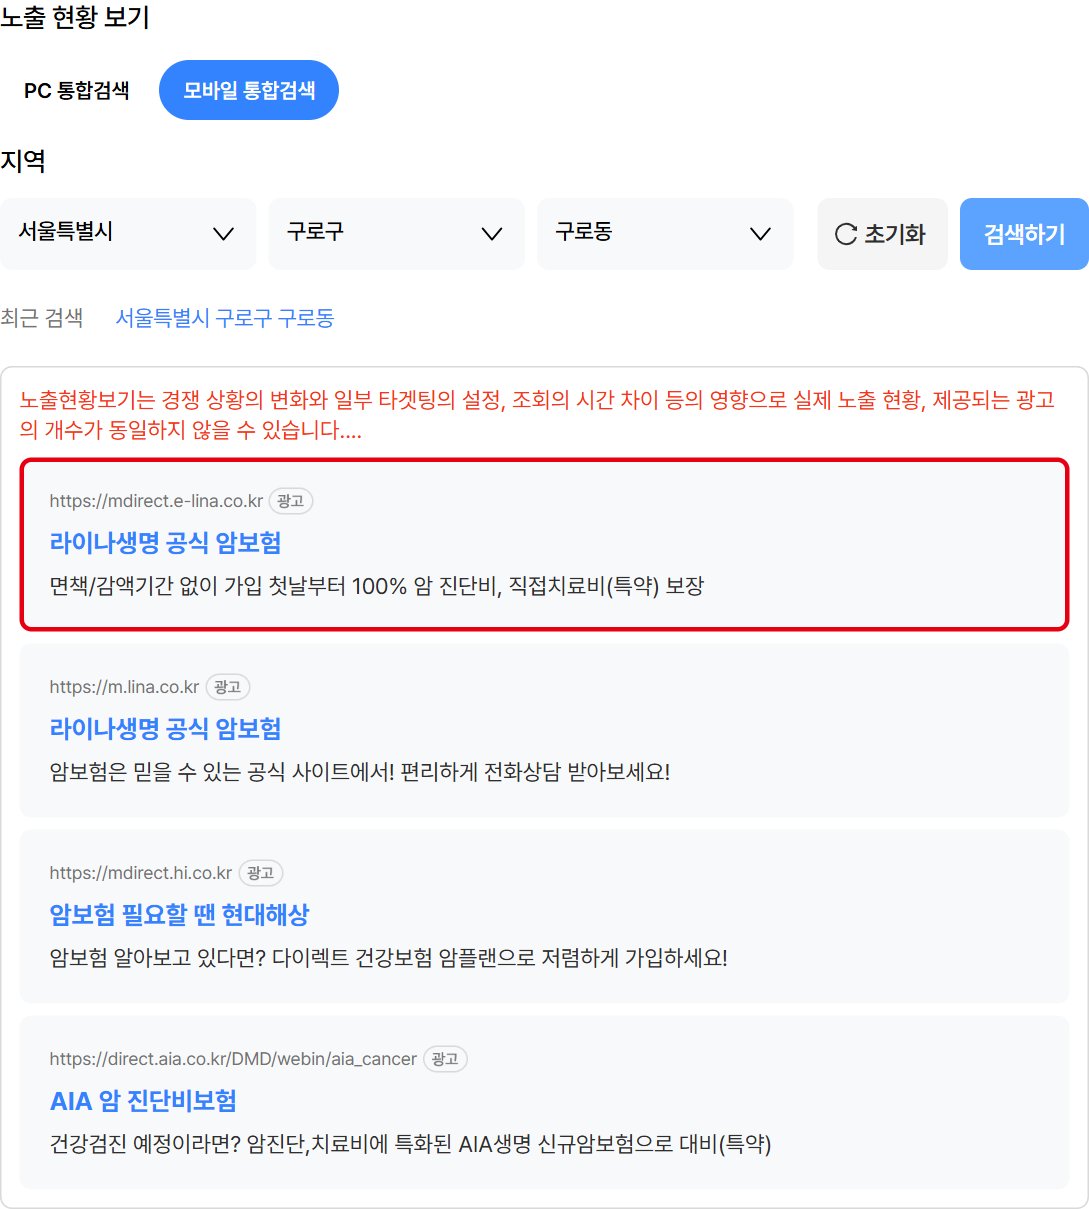 노출 현황 보기
PC 통합검색 모바일 통합검색
지역
서울특별시 구로구 구로동 초기화 검색하기
최근 검색 서울특별시 구로구 구로동
노출현황보기는 경쟁 상황의 변화와 일부 타겟팅의 설정, 조회의 시간 차이 등의 영향으로 실제 노출 현황, 제공되는 광고
의 개수가 동일하지 않을 수 있습니다....
https://mdirect.e-lina.co.kr 광고
라이나생명 공식 암보험
면책/감액기간 없이 가입 첫날부터 100% 암 진단비, 직접치료비(특약) 보장
https://m.lina.co.kr 광고
라이나생명 공식 암보험
암보험은 믿을 수 있는 공식 사이트에서! 편리하게 전화상담 받아보세요!
https://mdirect.hi.co.kr 광고
암보험 필요할 땐 현대해상
암보험 알아보고 있다면? 다이렉트 건강보험 암플랜으로 저렴하게 가입하세요!
https://direct.aia.co.kr/DMD/webin/aia_cancer 광고
AIA 암 진단비보험
건강검진 예정이라면? 암진단,치료비에 특화된 AIA생명 신규암보험으로 대비(특약)